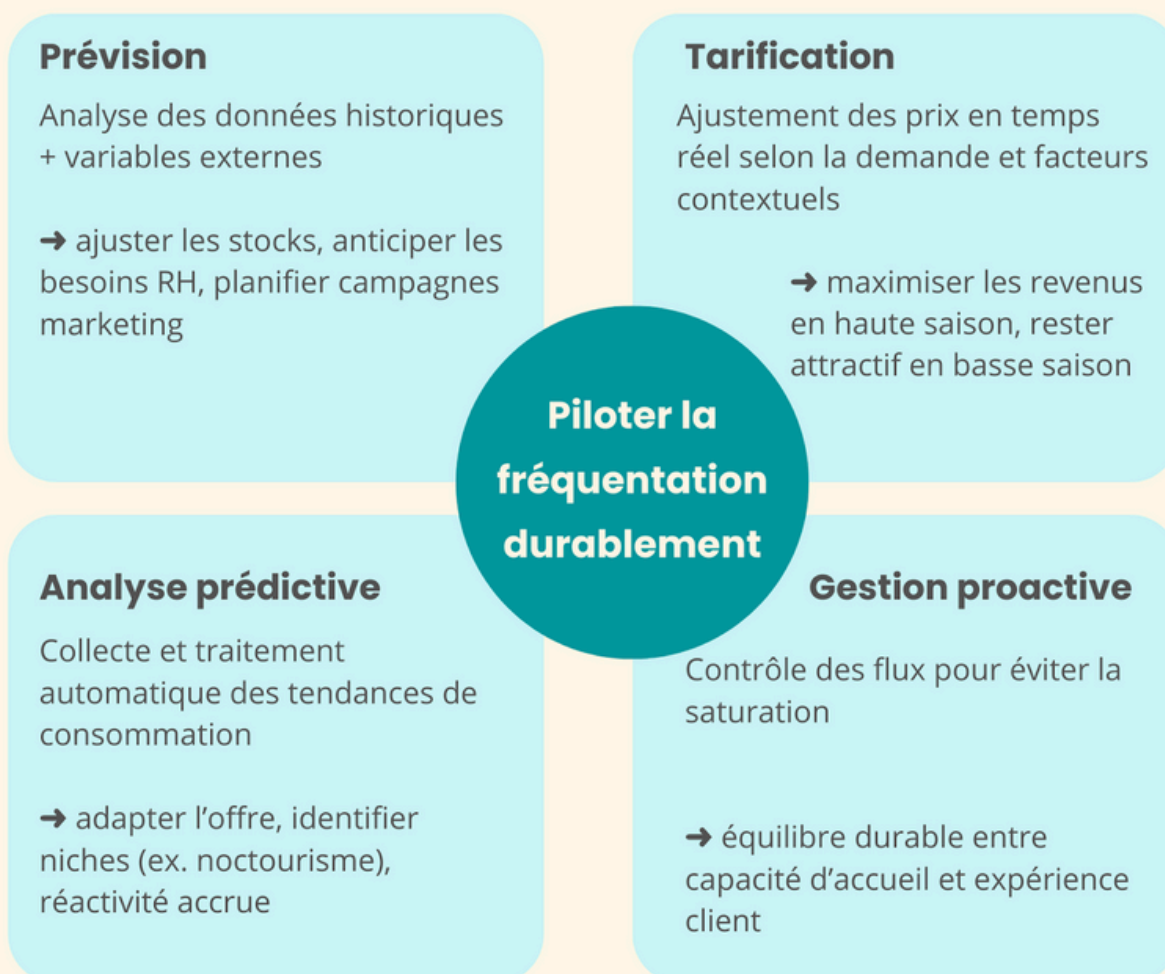 Prévision
Analyse des données historiques
+ variables externes
➜ ajuster les stocks, anticiper les
besoins RH, planifier campagnes
marketing
Tarification
Ajustement des prix en temps
réel selon la demande et facteurs
contextuels
➜ maximiser les revenus
en haute saison, rester
attractif en basse saison
Piloter la
fréquentation
durablement
Analyse prédictive
Collecte et traitement
automatique des tendances de
consommation
➜ adapter l’offre, identifier
niches (ex. noctourisme),
réactivité accrue
Gestion proactive
Contrôle des flux pour éviter la
saturation
➜ équilibre durable entre
capacité d’accueil et expérience
client